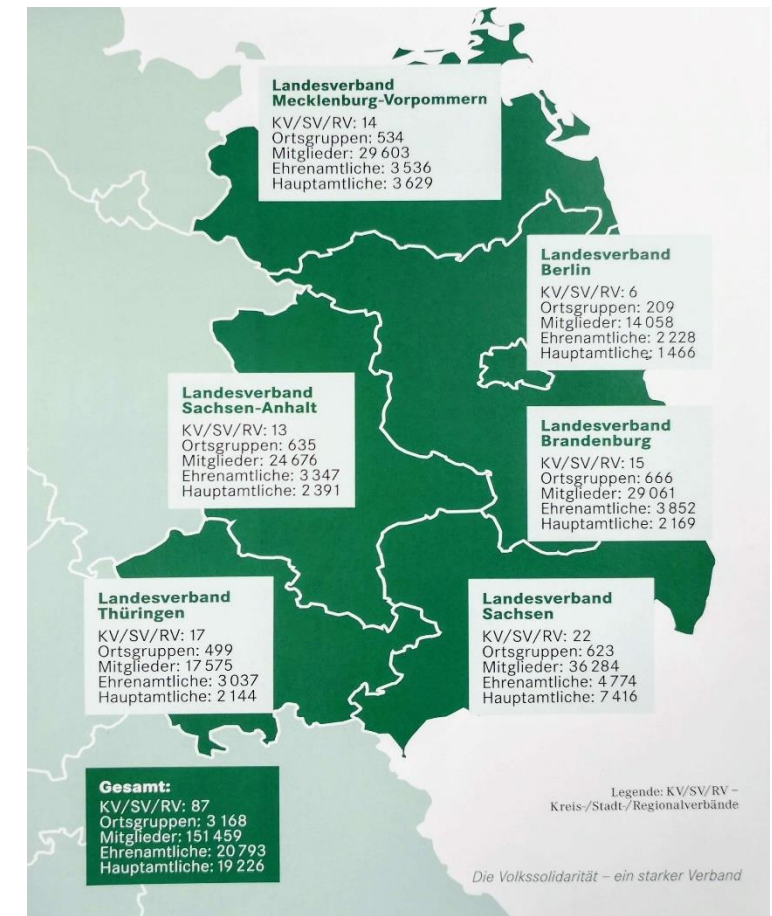 Landesverband
Mecklenburg-Vorpommern
KV/SV/RV: 14
Ortsgruppen: 534
Mitglieder: 29 603
Ehrenamtliche: 3 536
Hauptamtliche: 3 629
Landesverband
Berlin
KV/SV/RV: 6
Ortsgruppen: 209
Mitglieder: 14 058
Ehrenamtliche: 2 228
Hauptamtliche: 1 466
Landesverband
Sachsen-Anhalt
KV/SV/RV: 13
Ortsgruppen: 635
Mitglieder: 24 676
Ehrenamtliche: 3 347
Hauptamtliche: 2 391
Landesverband
Brandenburg
KV/SV/RV: 15
Ortsgruppen: 666
Mitglieder: 29 061
Ehrenamtliche: 3 852
Hauptamtliche: 2 169
Landesverband
Thüringen
KV/SV/RV: 17
Ortsgruppen: 499
Mitglieder: 17 575
Ehrenamtliche: 3 037
Hauptamtliche: 2 144
Landesverband
Sachsen
KV/SV/RV: 22
Ortsgruppen: 623
Mitglieder: 36 284
Ehrenamtliche: 4 774
Hauptamtliche: 7 416
Gesamt:
KV/SV/RV: 87
Ortsgruppen: 3 168
Mitglieder: 151 459
Ehrenamtliche: 20 793
Hauptamtliche: 19 226
Legende: KV/SV/RV –
Kreis-/Stadt-/Regionalverbände
Die Volkssolidarität – ein starker Verband